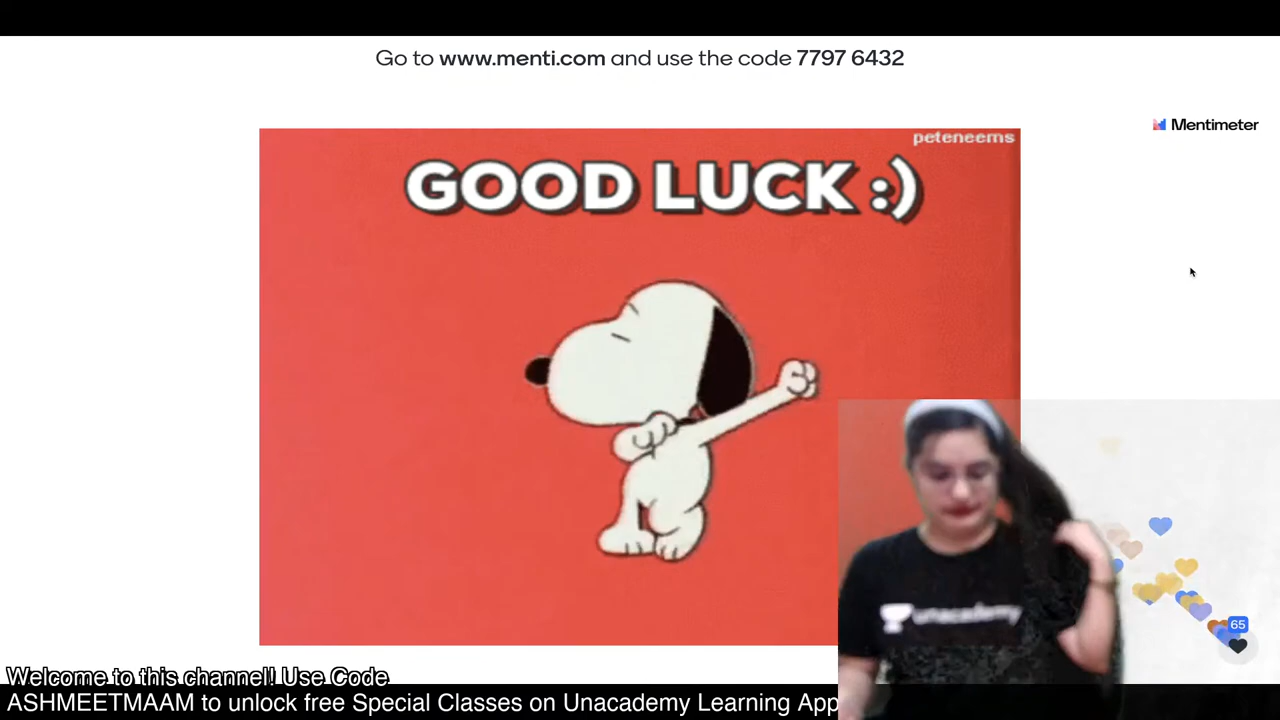 Go to www.menti.com and use the code 7797 6432
Mentimeter
peteneems
GOOD LUCK :)
unacademy
65
Welcome to this channel! Use Code
ASHMEETMAAM to unlock free Special Classes on Unacademy Learning App